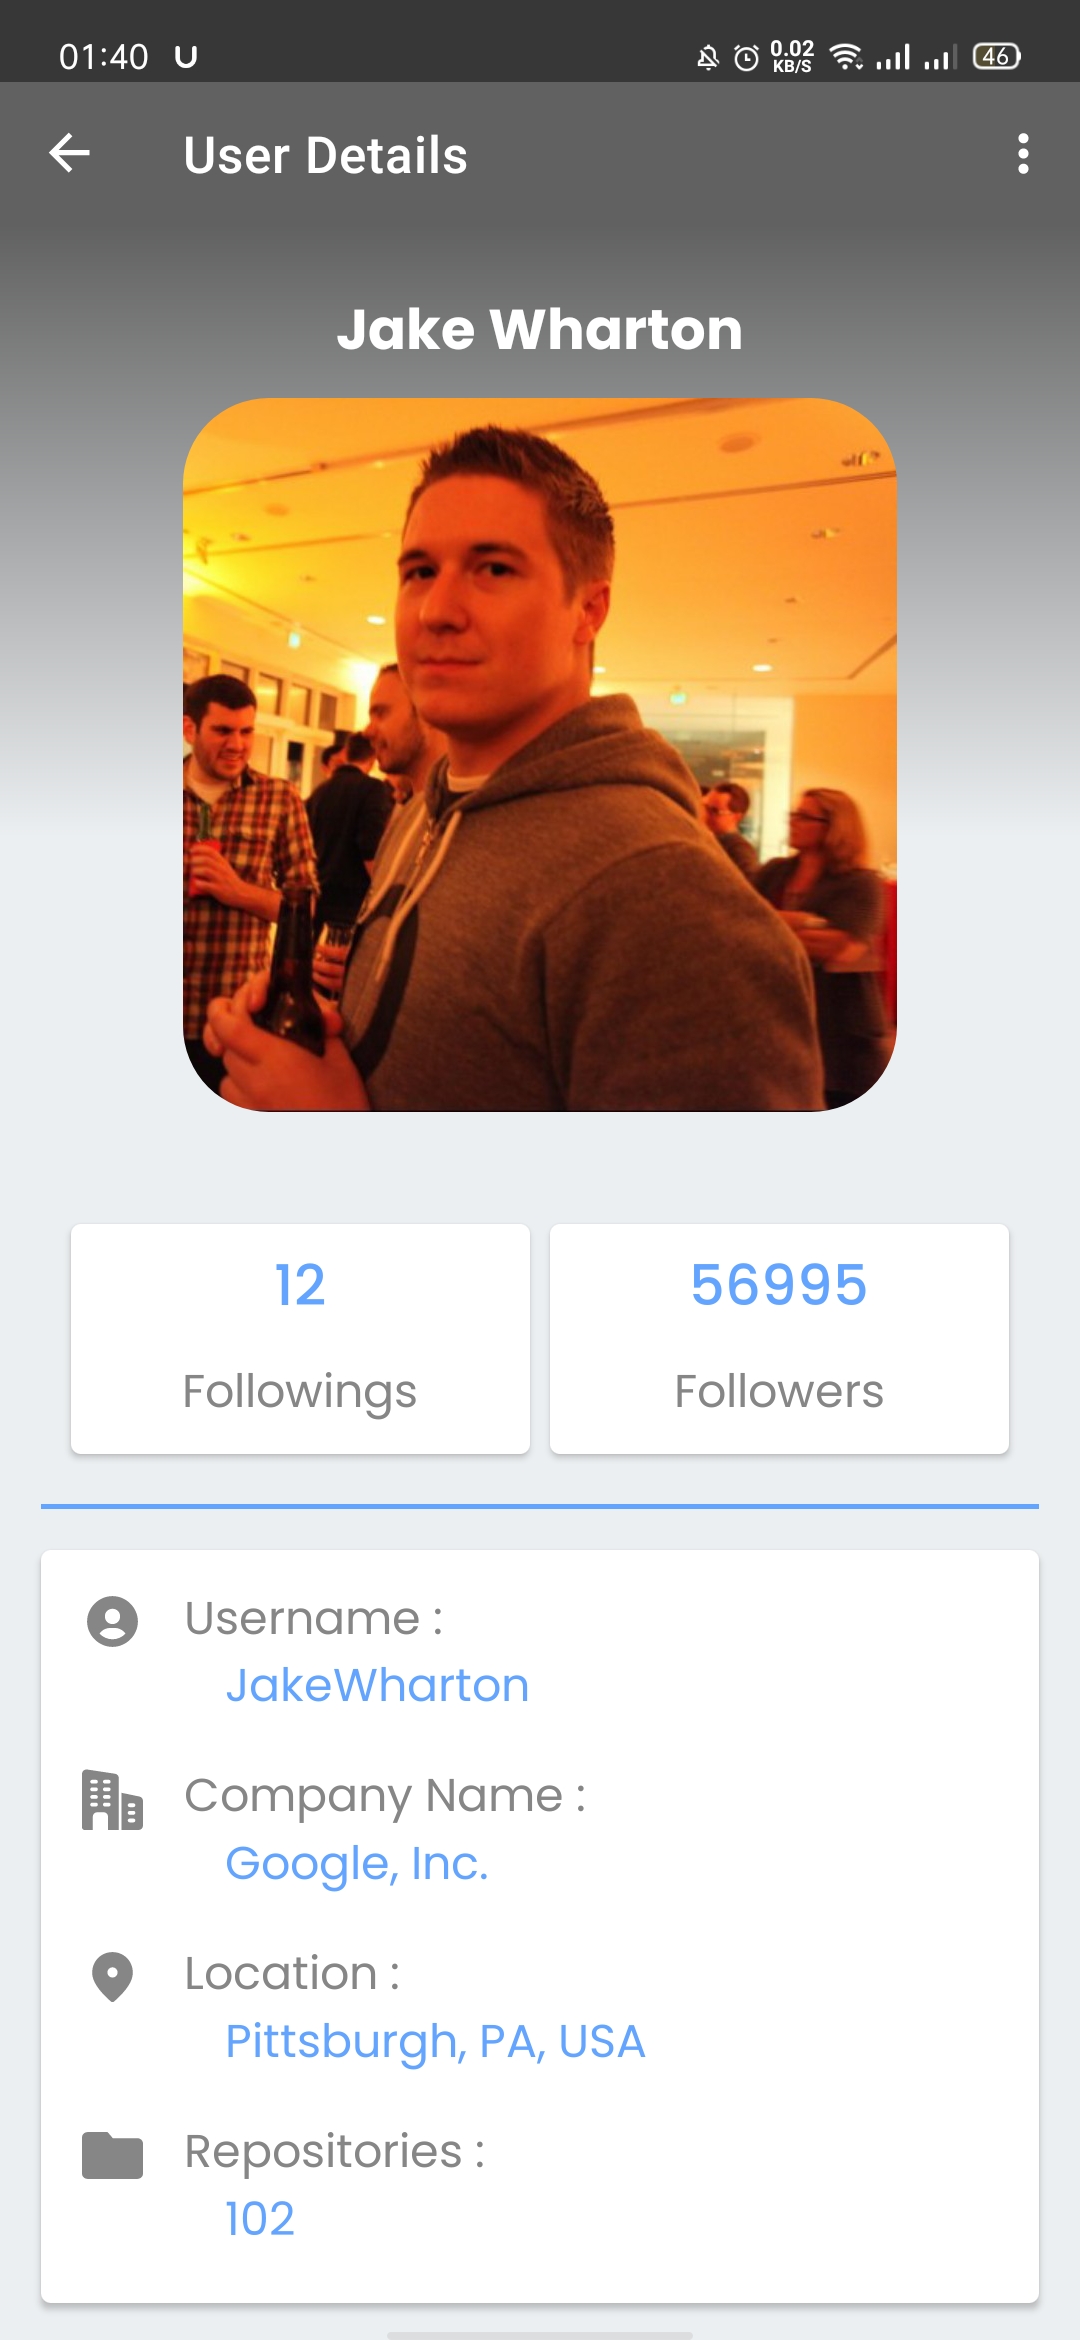 01:40 U 0.02 KB/S 46
User Details
Jake Wharton
12
Followings
56995
Followers
Username :
JakeWharton
Company Name :
Google, Inc.
Location :
Pittsburgh, PA, USA
Repositories :
102